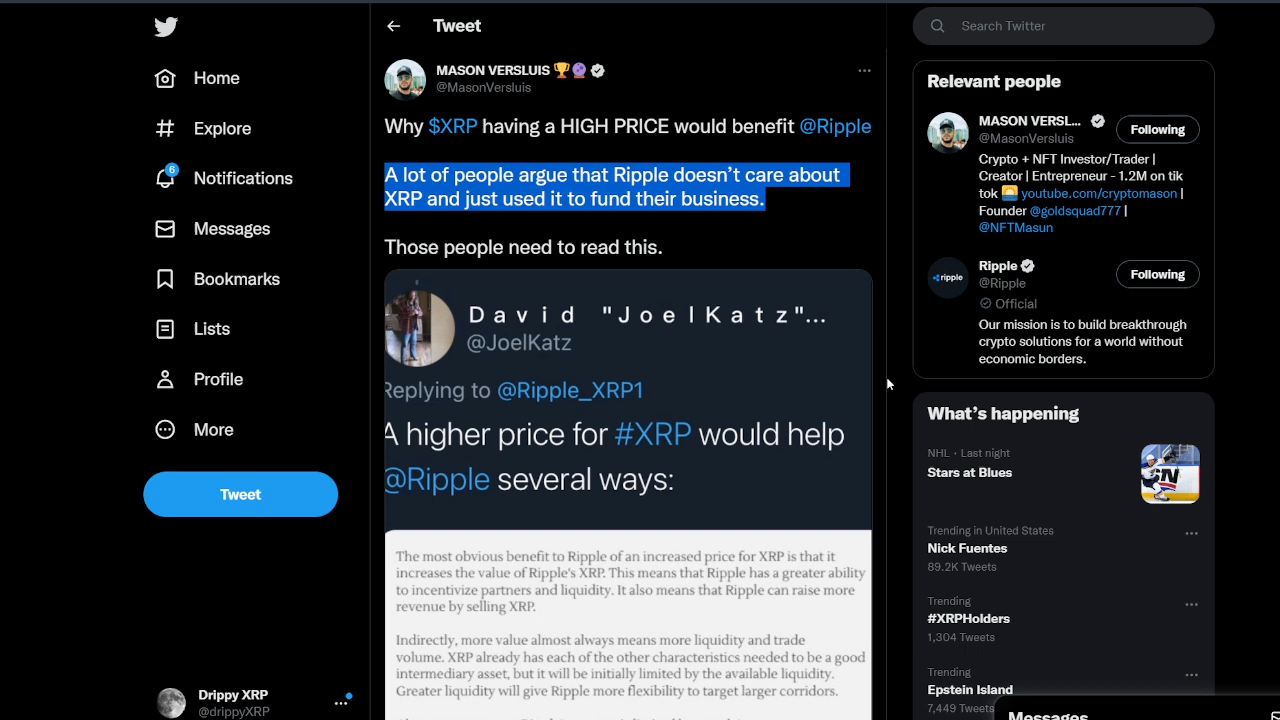 Home
Explore
6
Notifications
Messages
Bookmarks
Lists
Profile
More
Tweet
Drippy XRP
@drippyXRP
Tweet
MASON VERSLUIS
@MasonVersluis
Why $XRP having a HIGH PRICE would benefit @Ripple
A lot of people argue that Ripple doesn’t care about
XRP and just used it to fund their business.
Those people need to read this.
David "JoelKatz"...
@JoelKatz
Replying to @Ripple_XRP1
A higher price for #XRP would help
@Ripple several ways:
The most obvious benefit to Ripple of an increased price for XRP is that it
increases the value of Ripple's XRP. This means that Ripple has a greater ability
to incentivize partners and liquidity. It also means that Ripple can raise more
revenue by selling XRP.
Indirectly, more value almost always means more liquidity and trade
volume. XRP already has each of the other characteristics needed to be a good
intermediary asset, but it will be initially limited by the available liquidity.
Greater liquidity will give Ripple more flexibility to target larger corridors.
Search Twitter
Relevant people
MASON VERSL...
@MasonVersluis
Following
Crypto + NFT Investor/Trader |
Creator | Entrepreneur - 1.2M on tik
tok youtube.com/cryptomason |
Founder @goldsquad777 |
@NFTMasun
ripple
Ripple
@Ripple
Official
Following
Our mission is to build breakthrough
crypto solutions for a world without
economic borders.
What’s happening
NHL · Last night
Stars at Blues
SN
Trending in United States
Nick Fuentes
89.2K Tweets
Trending
#XRPHolders
1,304 Tweets
Trending
Epstein Island
7,449 Tweets
Messages